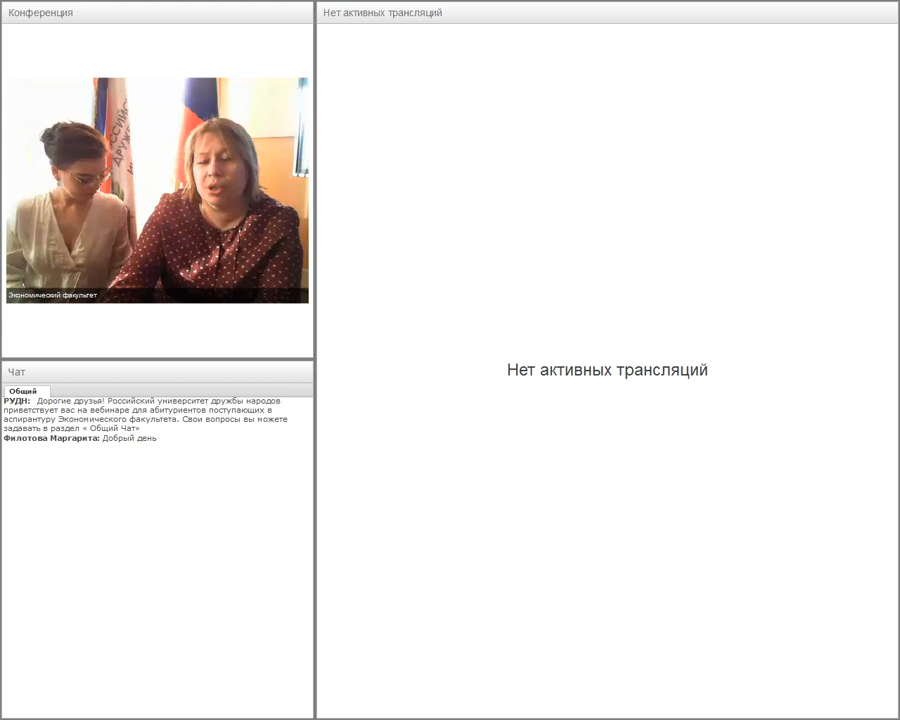 Конференция
Нет активных трансляций
Экономический факультет
Чат
Общий
РУДН: Дорогие друзья! Российский университет дружбы народов
приветствует вас на вебинаре для абитуриентов поступающих в
аспирантуру Экономического факультета. Свои вопросы вы можете
задавать в раздел « Общий Чат»
Филотова Маргарита: Добрый день
Нет активных трансляций